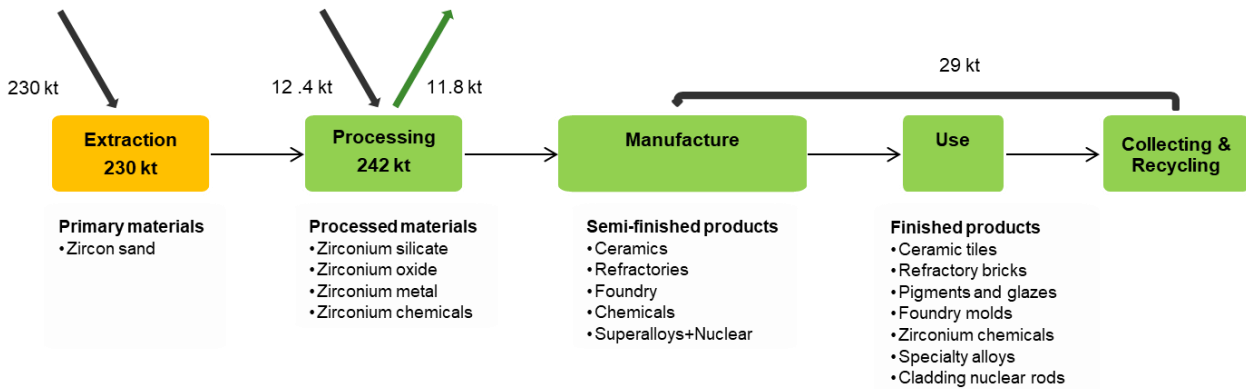 230 kt
12 .4 kt
11.8 kt
29 kt
Extraction
230 kt
Processing
242 kt
Manufacture
Use
Collecting &
Recycling
Primary materials
•Zircon sand
Processed materials
•Zirconium silicate
•Zirconium oxide
•Zirconium metal
•Zirconium chemicals
Semi-finished products
•Ceramics
•Refractories
•Foundry
•Chemicals
•Superalloys+Nuclear
Finished products
•Ceramic tiles
•Refractory bricks
•Pigments and glazes
•Foundry molds
•Zirconium chemicals
•Specialty alloys
•Cladding nuclear rods